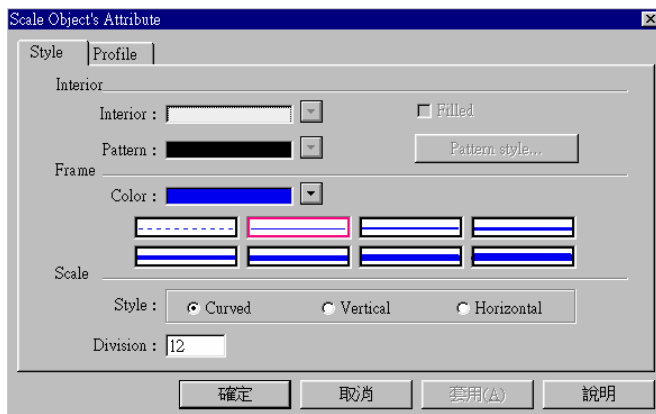 Scale Object's Attribute
Style Profile
Interior
Interior : Filled
Pattern : Pattern style...
Frame
Color :
Scale
Style : Curved Vertical Horizontal
Division : 12
確定 取消 套用(A) 說明